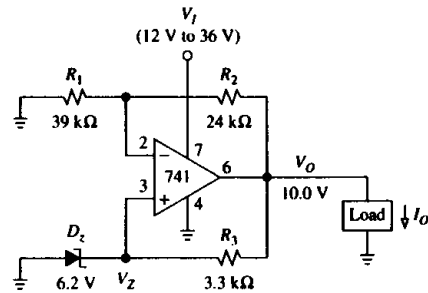 V_I
(12 V to 36 V)
R_1
R_2
39 kΩ
24 kΩ
2
−
7
741
6
V_O
3
+
4
10.0 V
Load
I_O
D_z
R_3
6.2 V
V_Z
3.3 kΩ